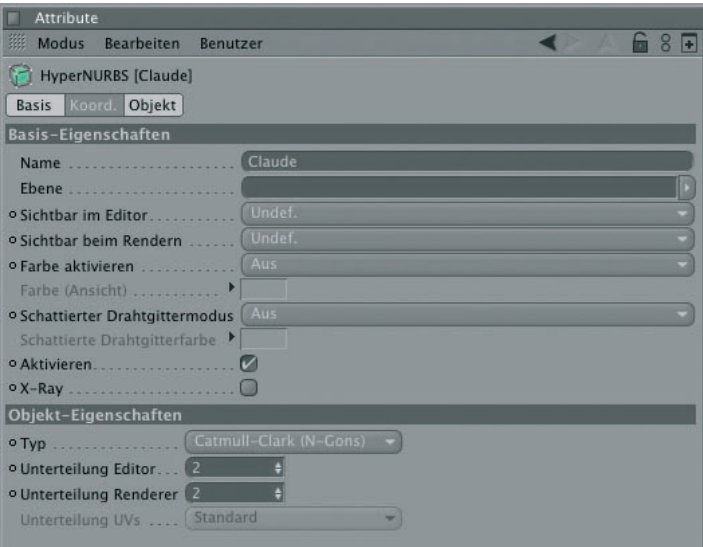 Attribute
Modus Bearbeiten Benutzer
HyperNURBS [Claude]
Basis Koord. Objekt
Basis-Eigenschaften
Name . . . . . . . . . . . . . . . . . . . . Claude
Ebene . . . . . . . . . . . . . . . . . . . .
Sichtbar im Editor . . . . . . . . . Undef.
Sichtbar beim Rendern . . . . . . Undef.
Farbe aktivieren . . . . . . . . . . . Aus
Farbe (Ansicht) . . . . . . . . . . .
Schattierter Drahtgittermodus Aus
Schattierte Drahtgitterfarbe
Aktivieren . . . . . . . . . . . . . . . . .
X-Ray . . . . . . . . . . . . . . . . . . . .
Objekt-Eigenschaften
Typ . . . . . . . . . . . . . . Catmull-Clark (N-Gons)
Unterteilung Editor . . . 2
Unterteilung Renderer 2
Unterteilung UVs . . . . Standard